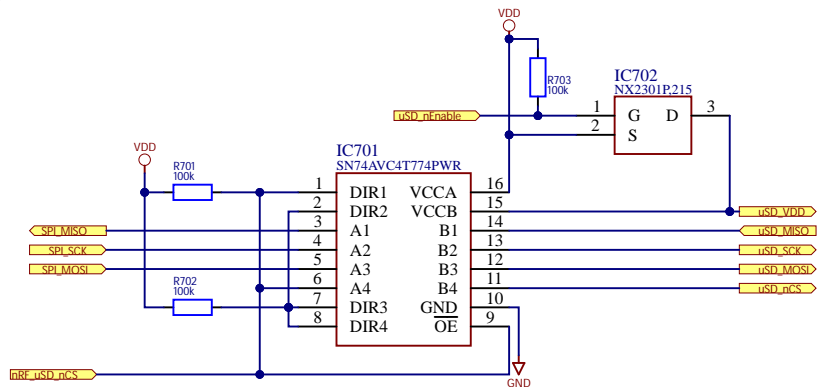 VDD
IC702
NX2301P,215
R703
100k
uSD_nEnable
1 G D 3
2 S
VDD
IC701
SN74AVC4T774PWR
R701
100k
1 DIR1 VCCA 16
2 DIR2 VCCB 15
uSD_VDD
SPI_MISO
3 A1 B1 14
uSD_MISO
SPI_SCK
4 A2 B2 13
uSD_SCK
SPI_MOSI
5 A3 B3 12
uSD_MOSI
6 A4 B4 11
uSD_nCS
R702
100k
7 DIR3 GND 10
8 DIR4 OE 9
nRF_uSD_nCS
GND